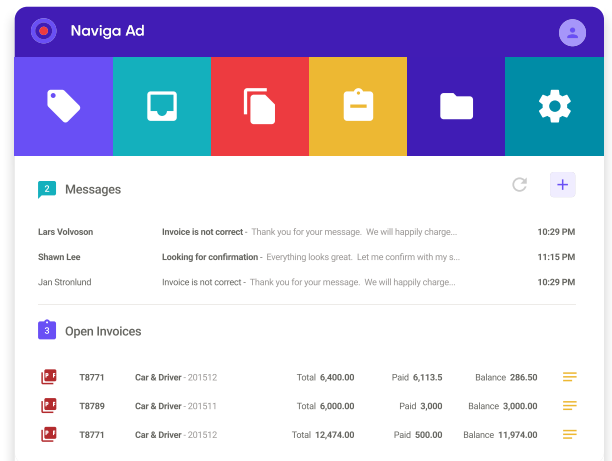 Naviga Ad
2 Messages
Lars Volvoson Invoice is not correct - Thank you for your message. We will happily charge... 10:29 PM
Shawn Lee Looking for confirmation - Everything looks great. Let me confirm with my s... 11:15 PM
Jan Stronlund Invoice is not correct - Thank you for your message. We will happily charge... 10:29 PM
3 Open Invoices
T8771 Car & Driver - 201512 Total 6,400.00 Paid 6,113.5 Balance 286.50
T8789 Car & Driver - 201511 Total 6,000.00 Paid 3,000 Balance 3,000.00
T8771 Car & Driver - 201512 Total 12,474.00 Paid 500.00 Balance 11,974.00